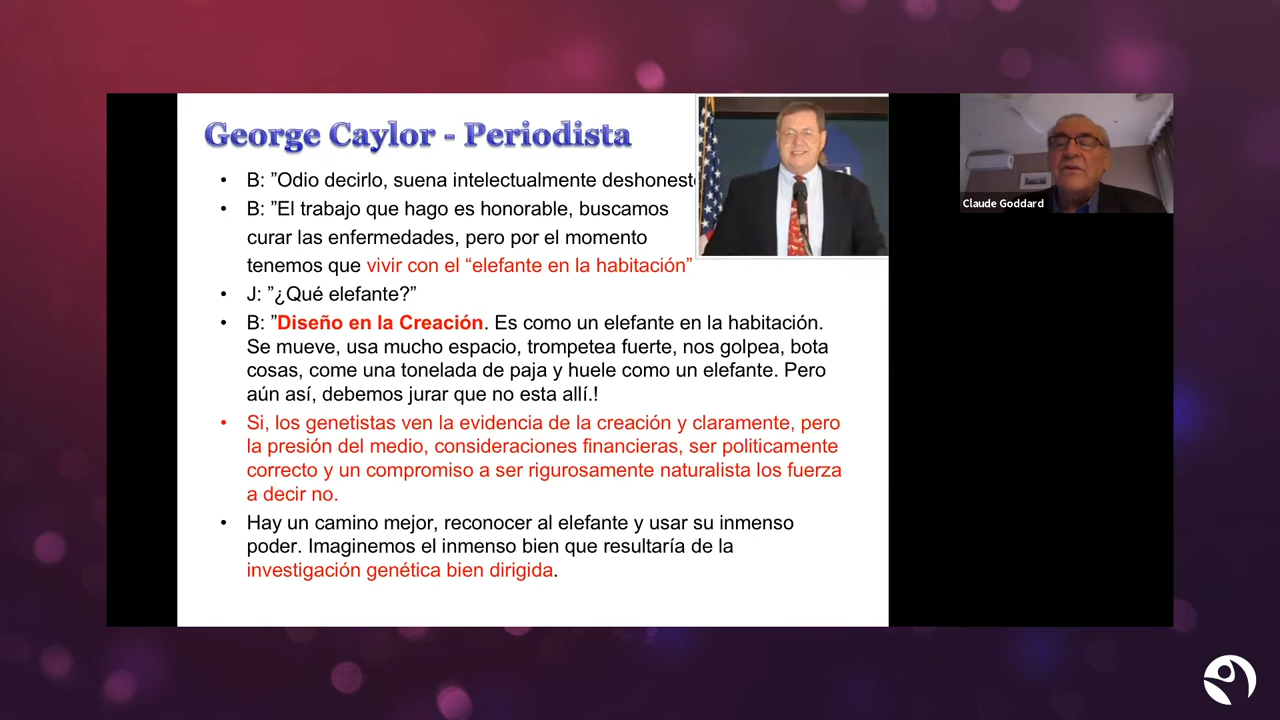 George Caylor - Periodista
• B: ”Odio decirlo, suena intelectualmente deshonest
• B: ”El trabajo que hago es honorable, buscamos
curar las enfermedades, pero por el momento
tenemos que vivir con el “elefante en la habitación”
• J: ”¿Qué elefante?”
• B: ”Diseño en la Creación. Es como un elefante en la habitación.
Se mueve, usa mucho espacio, trompetea fuerte, nos golpea, bota
cosas, come una tonelada de paja y huele como un elefante. Pero
aún así, debemos jurar que no esta allí.!
• Si, los genetistas ven la evidencia de la creación y claramente, pero
la presión del medio, consideraciones financieras, ser politicamente
correcto y un compromiso a ser rigurosamente naturalista los fuerza
a decir no.
• Hay un camino mejor, reconocer al elefante y usar su inmenso
poder. Imaginemos el inmenso bien que resultaría de la
investigación genética bien dirigida.
Claude Goddard